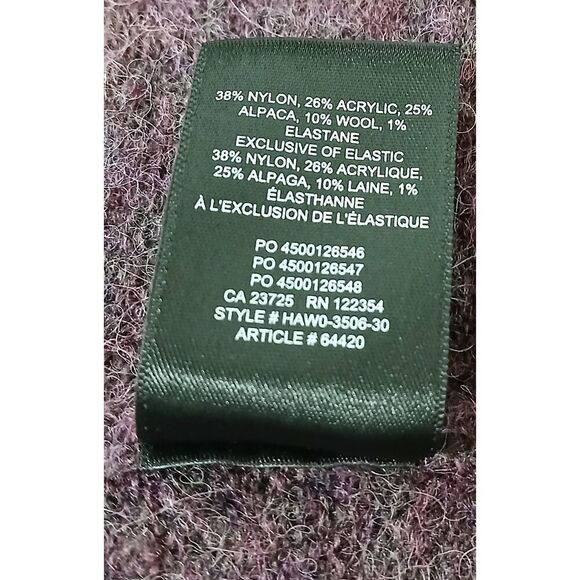 38% NYLON, 26% ACRYLIC, 25%
ALPACA, 10% WOOL, 1%
ELASTANE
EXCLUSIVE OF ELASTIC
38% NYLON, 26% ACRYLIQUE,
25% ALPAGA, 10% LAINE, 1%
ÉLASTHANNE
À L'EXCLUSION DE L'ÉLASTIQUE
PO 4500126546
PO 4500126547
PO 4500126548
CA 23725 RN 122354
STYLE # HAW0-3506-30
ARTICLE # 64420